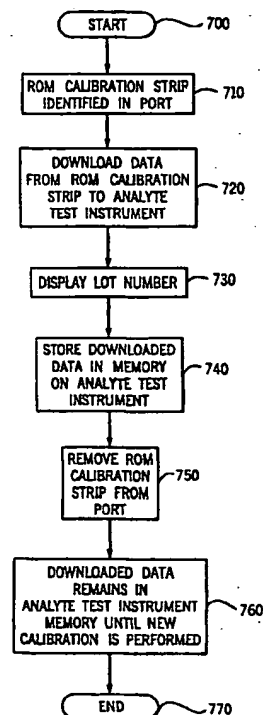 START
700
ROM CALIBRATION STRIP
IDENTIFIED IN PORT
710
DOWNLOAD DATA
FROM ROM CALIBRATION
STRIP TO ANALYTE
TEST INSTRUMENT
720
DISPLAY LOT NUMBER
730
STORE DOWNLOADED
DATA IN MEMORY
ON ANALYTE TEST
INSTRUMENT
740
REMOVE ROM
CALIBRATION
STRIP FROM
PORT
750
DOWNLOADED DATA
REMAINS IN
ANALYTE TEST INSTRUMENT
MEMORY UNTIL NEW
CALIBRATION IS PERFORMED
760
END
770